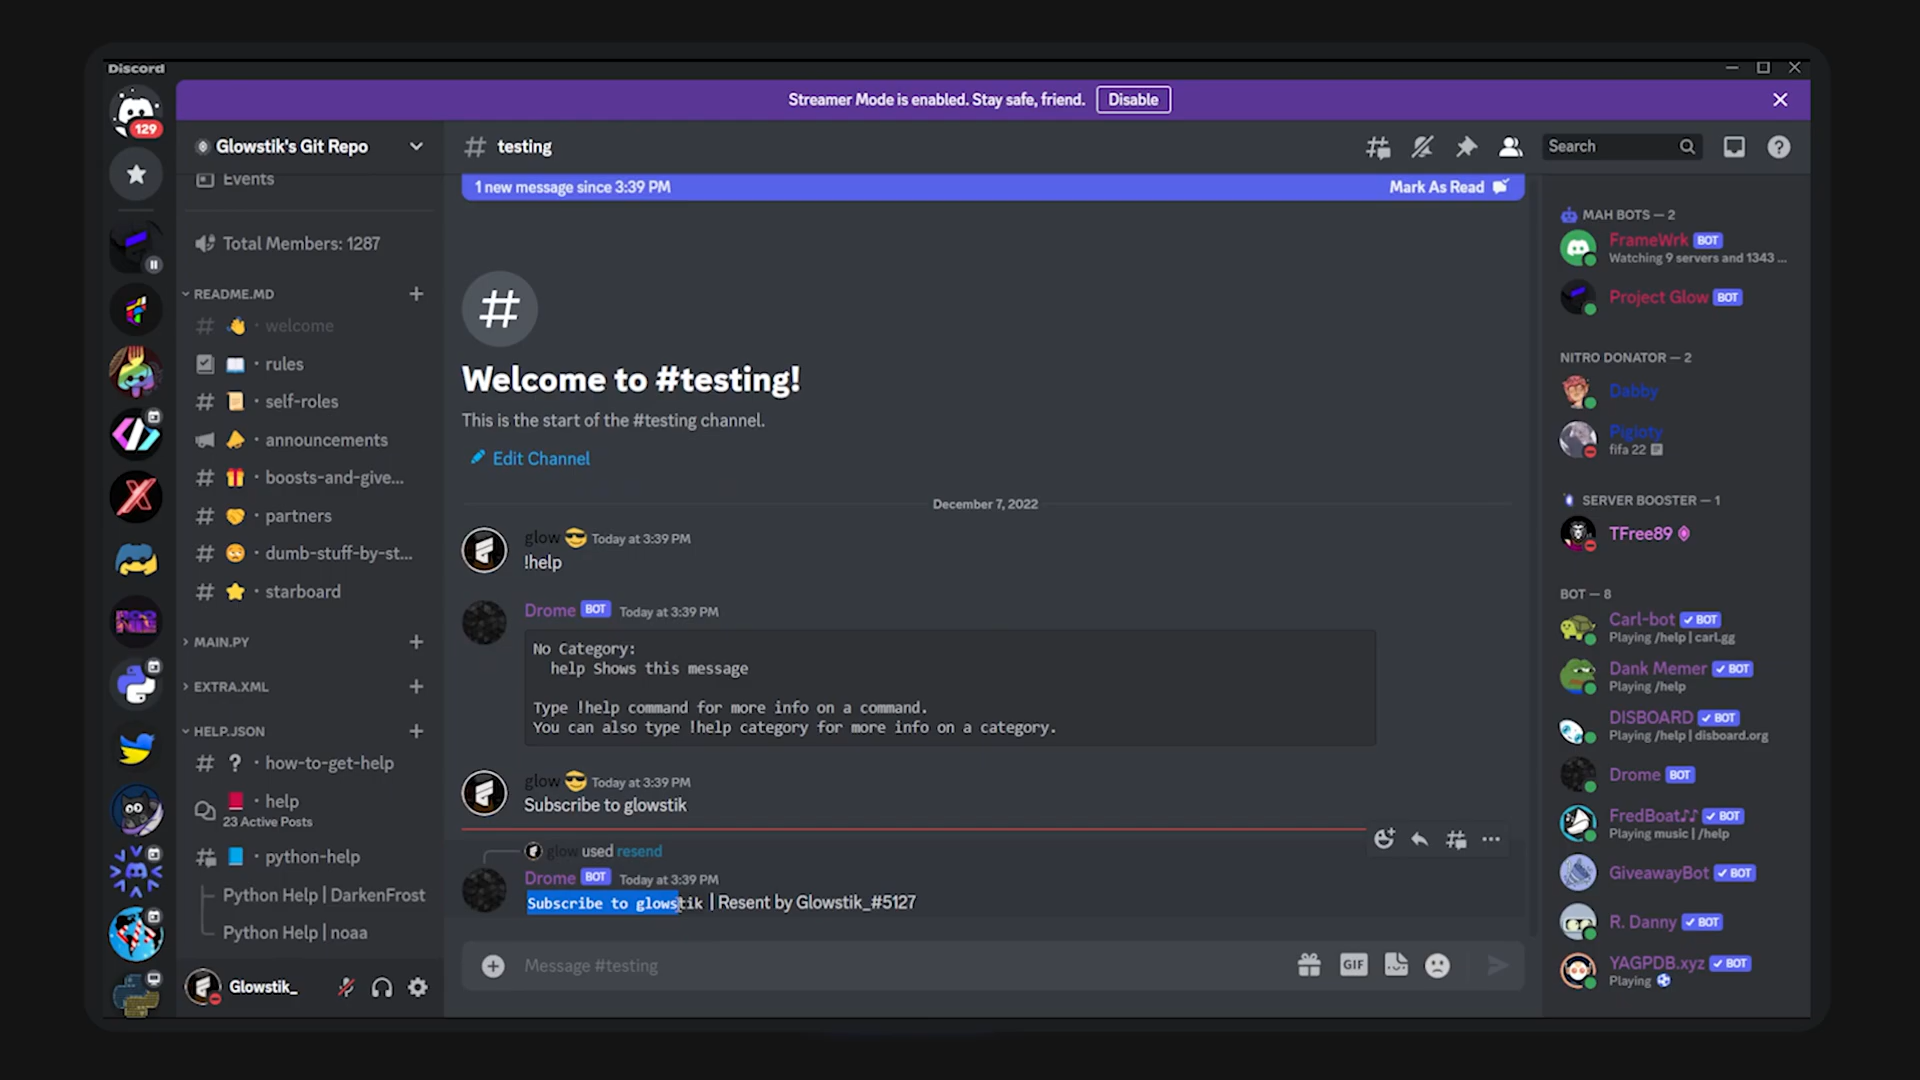 Discord
Streamer Mode is enabled. Stay safe, friend.
Disable
129
Glowstik's Git Repo
Events
Total Members: 1287
README.MD
welcome
rules
self-roles
announcements
boosts-and-give...
partners
dumb-stuff-by-st...
starboard
MAIN.PY
EXTRA.XML
HELP.JSON
how-to-get-help
help
23 Active Posts
python-help
Python Help | DarkenFrost
Python Help | noaa
Glowstik_
testing
Search
1 new message since 3:39 PM
Mark As Read
Welcome to #testing!
This is the start of the #testing channel.
Edit Channel
December 7, 2022
glow 😎 Today at 3:39 PM
!help
Drome BOT Today at 3:39 PM
No Category:
help Shows this message
Type !help command for more info on a command.
You can also type !help category for more info on a category.
glow 😎 Today at 3:39 PM
Subscribe to glowstik
glow used resend
Drome BOT Today at 3:39 PM
Subscribe to glowstik | Resent by Glowstik_#5127
Message #testing
GIF
MAH BOTS — 2
FrameWrk BOT
Watching 9 servers and 1343 ...
Project Glow BOT
NITRO DONATOR — 2
Dabby
Pigioty
fifa 22
SERVER BOOSTER — 1
TFree89
BOT — 8
Carl-bot BOT
Playing /help | carl.gg
Dank Memer BOT
Playing /help
DISBOARD BOT
Playing /help | disboard.org
Drome BOT
FredBoat♪♪ BOT
Playing music | /help
GiveawayBot BOT
R. Danny BOT
YAGPDB.xyz BOT
Playing ⚽